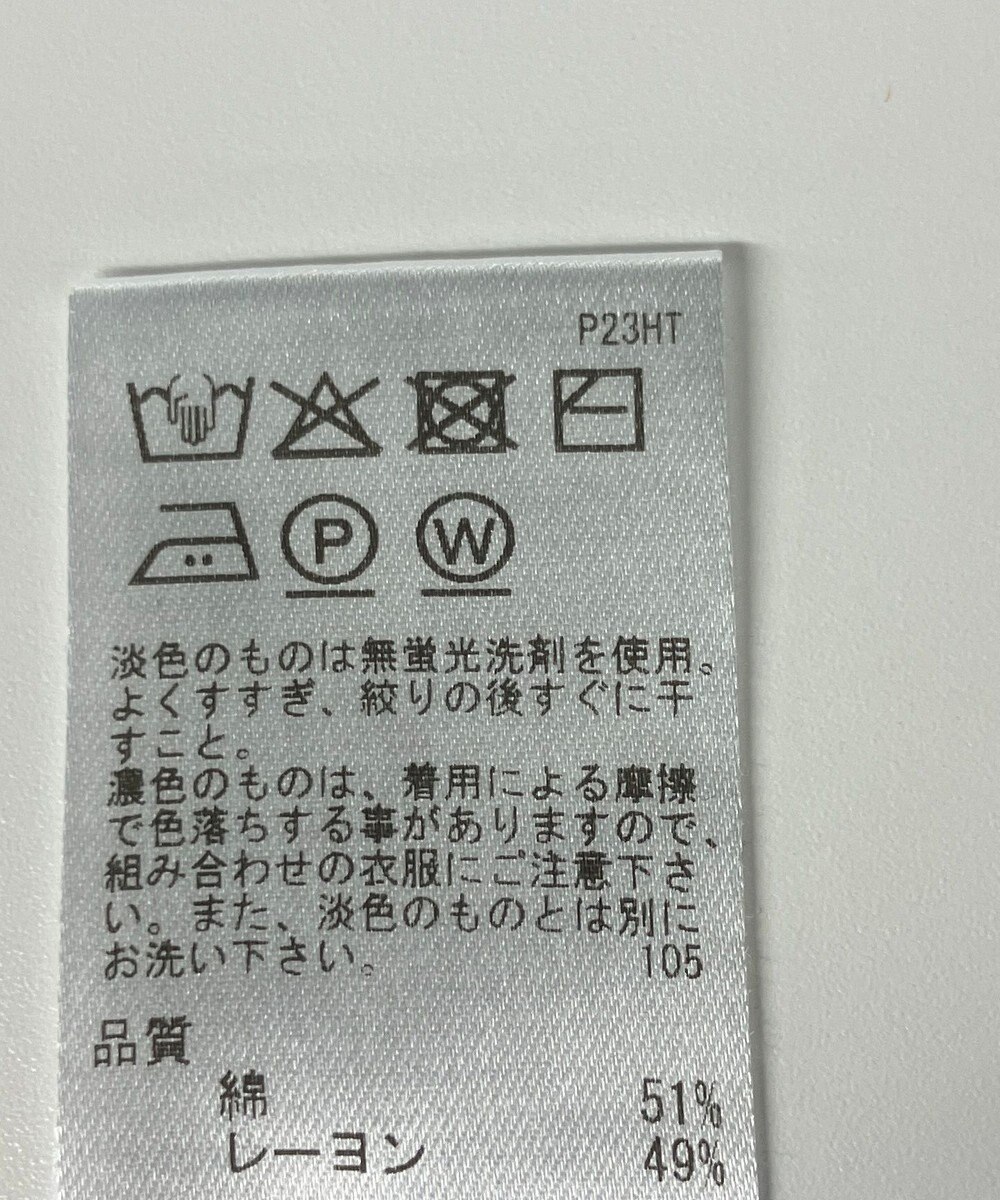 P23HT
P
W
淡色のものは無蛍光洗剤を使用。
よくすすぎ、絞りの後すぐに干
すこと。
濃色のものは、着用による摩擦
で色落ちする事がありますので、
組み合わせの衣服にご注意下さ
い。また、淡色のものとは別に
お洗い下さい。 105
品質
綿 51%
レーヨン 49%